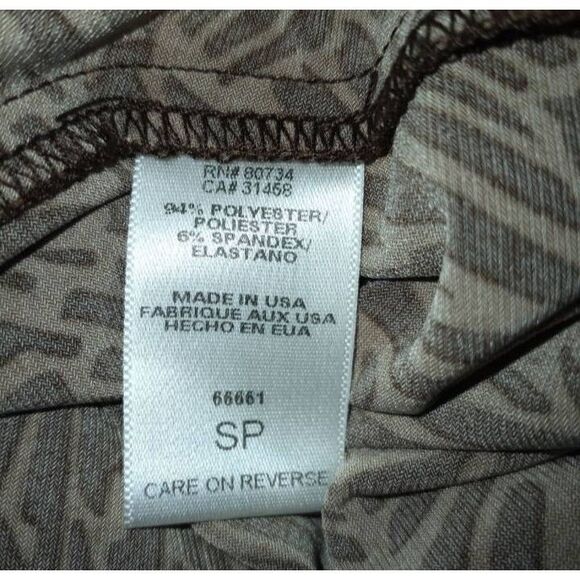 RN# 80734
CA# 31458
94% POLYESTER/
POLIESTER
6% SPANDEX/
ELASTANO
MADE IN USA
FABRIQUE AUX USA
HECHO EN EUA
66661
SP
CARE ON REVERSE